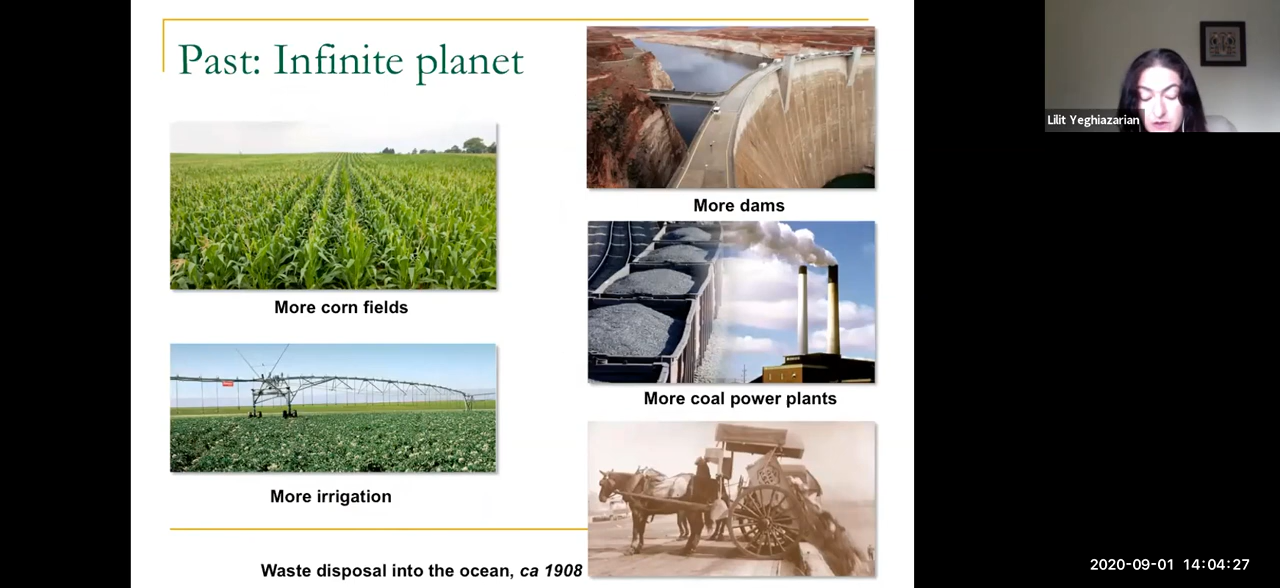 Past: Infinite planet
More corn fields
More irrigation
More dams
More coal power plants
Waste disposal into the ocean, ca 1908
Lilit Yeghiazarian
2020-09-01 14:04:27